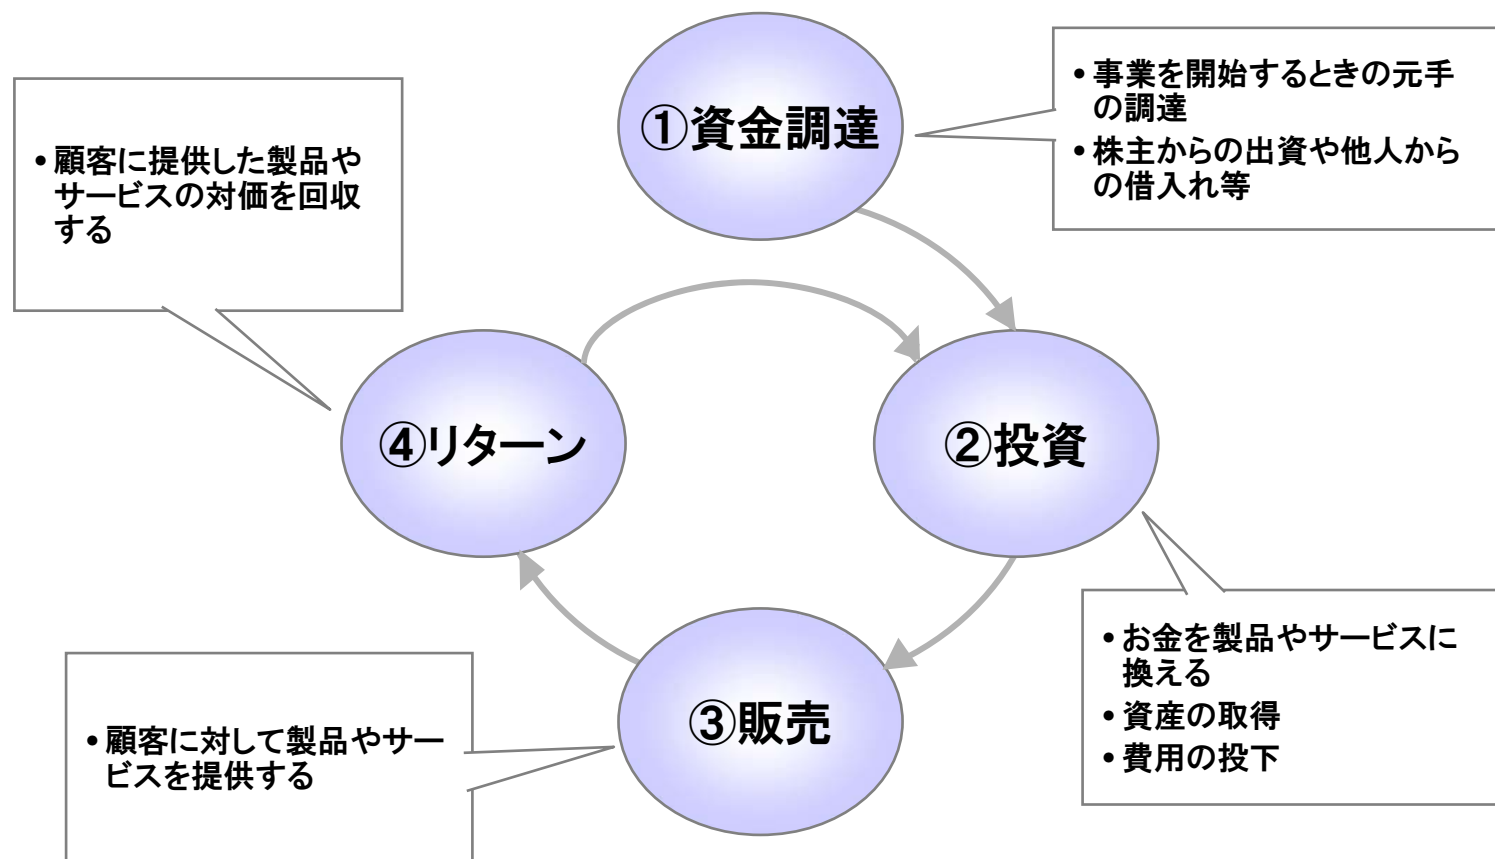 ①資金調達
• 事業を開始するときの元手
の調達
• 株主からの出資や他人から
の借入れ等
• 顧客に提供した製品や
サービスの対価を回収
する
④リターン
②投資
• お金を製品やサービスに
換える
• 資産の取得
• 費用の投下
③販売
• 顧客に対して製品やサー
ビスを提供する